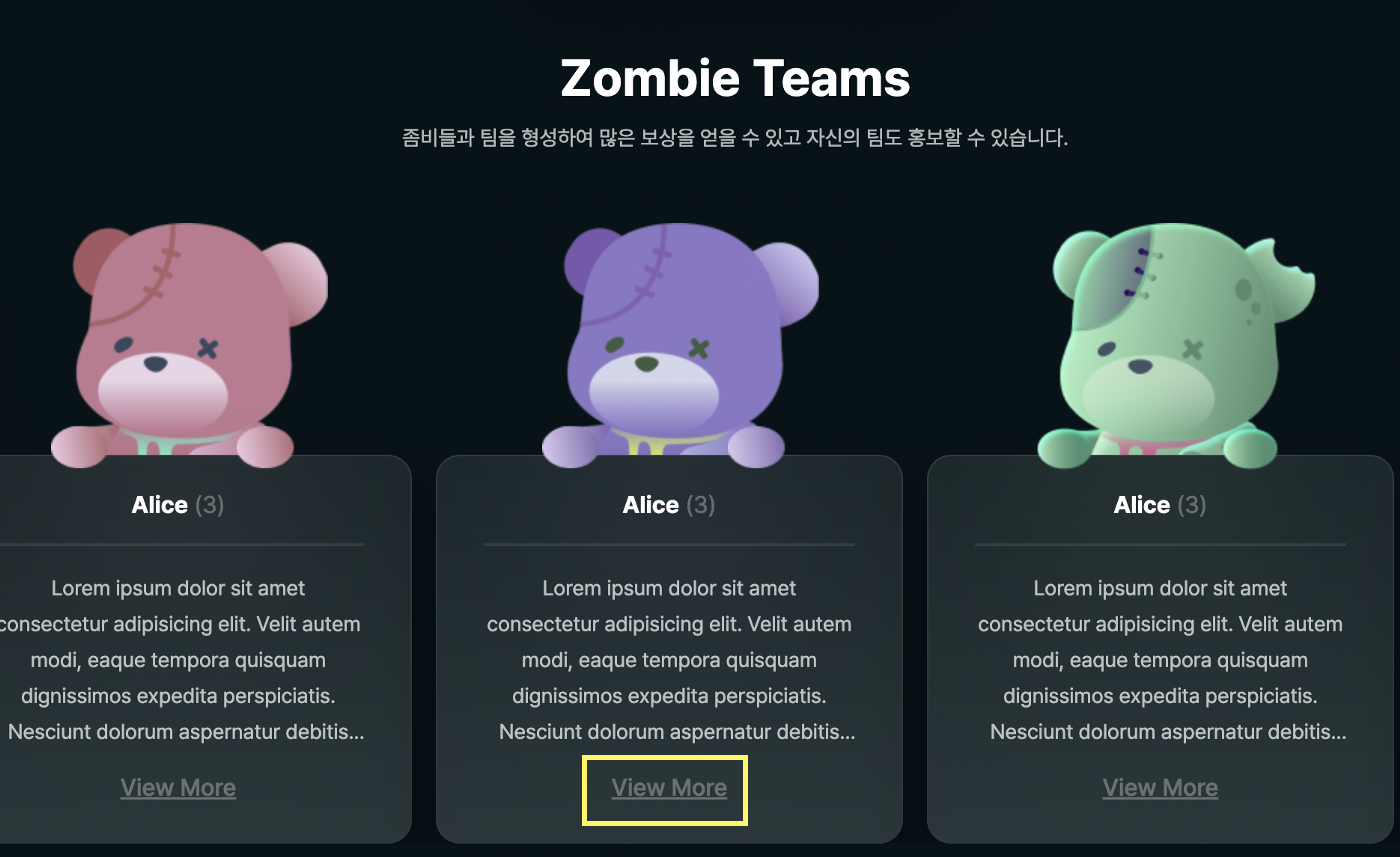 Zombie Teams
좀비들과 팀을 형성하여 많은 보상을 얻을 수 있고 자신의 팀도 홍보할 수 있습니다.
Alice (3)
Lorem ipsum dolor sit amet
consectetur adipisicing elit. Velit autem
modi, eaque tempora quisquam
dignissimos expedita perspiciatis.
Nesciunt dolorum aspernatur debitis...
View More
Alice (3)
Lorem ipsum dolor sit amet
consectetur adipisicing elit. Velit autem
modi, eaque tempora quisquam
dignissimos expedita perspiciatis.
Nesciunt dolorum aspernatur debitis...
View More
Alice (3)
Lorem ipsum dolor sit amet
consectetur adipisicing elit. Velit autem
modi, eaque tempora quisquam
dignissimos expedita perspiciatis.
Nesciunt dolorum aspernatur debitis...
View More